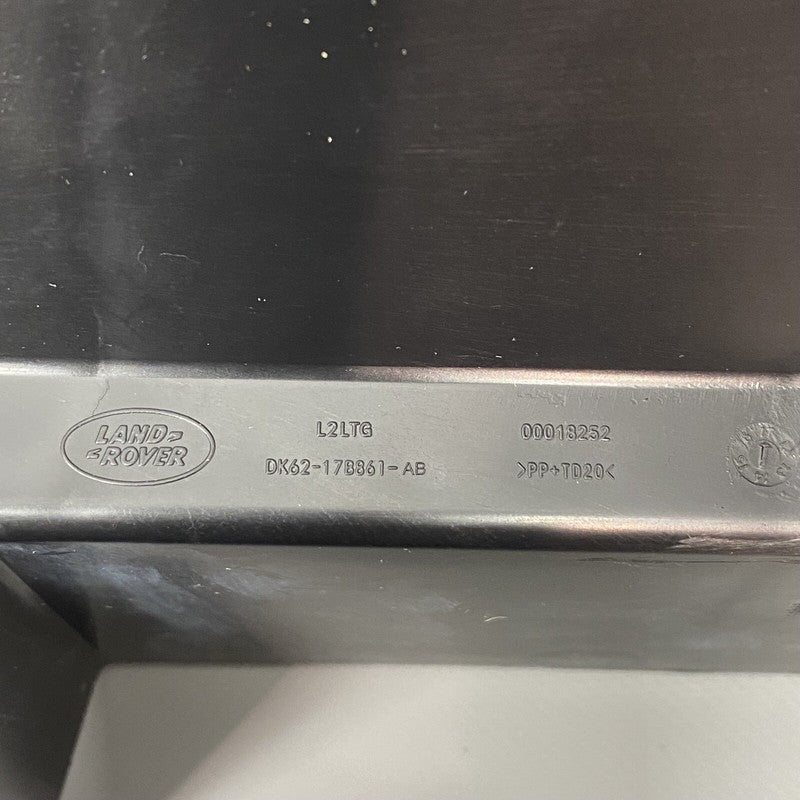 LAND
ROVER
L2LTG
DK62-17B861-AB
00018252
>PP+TD20<